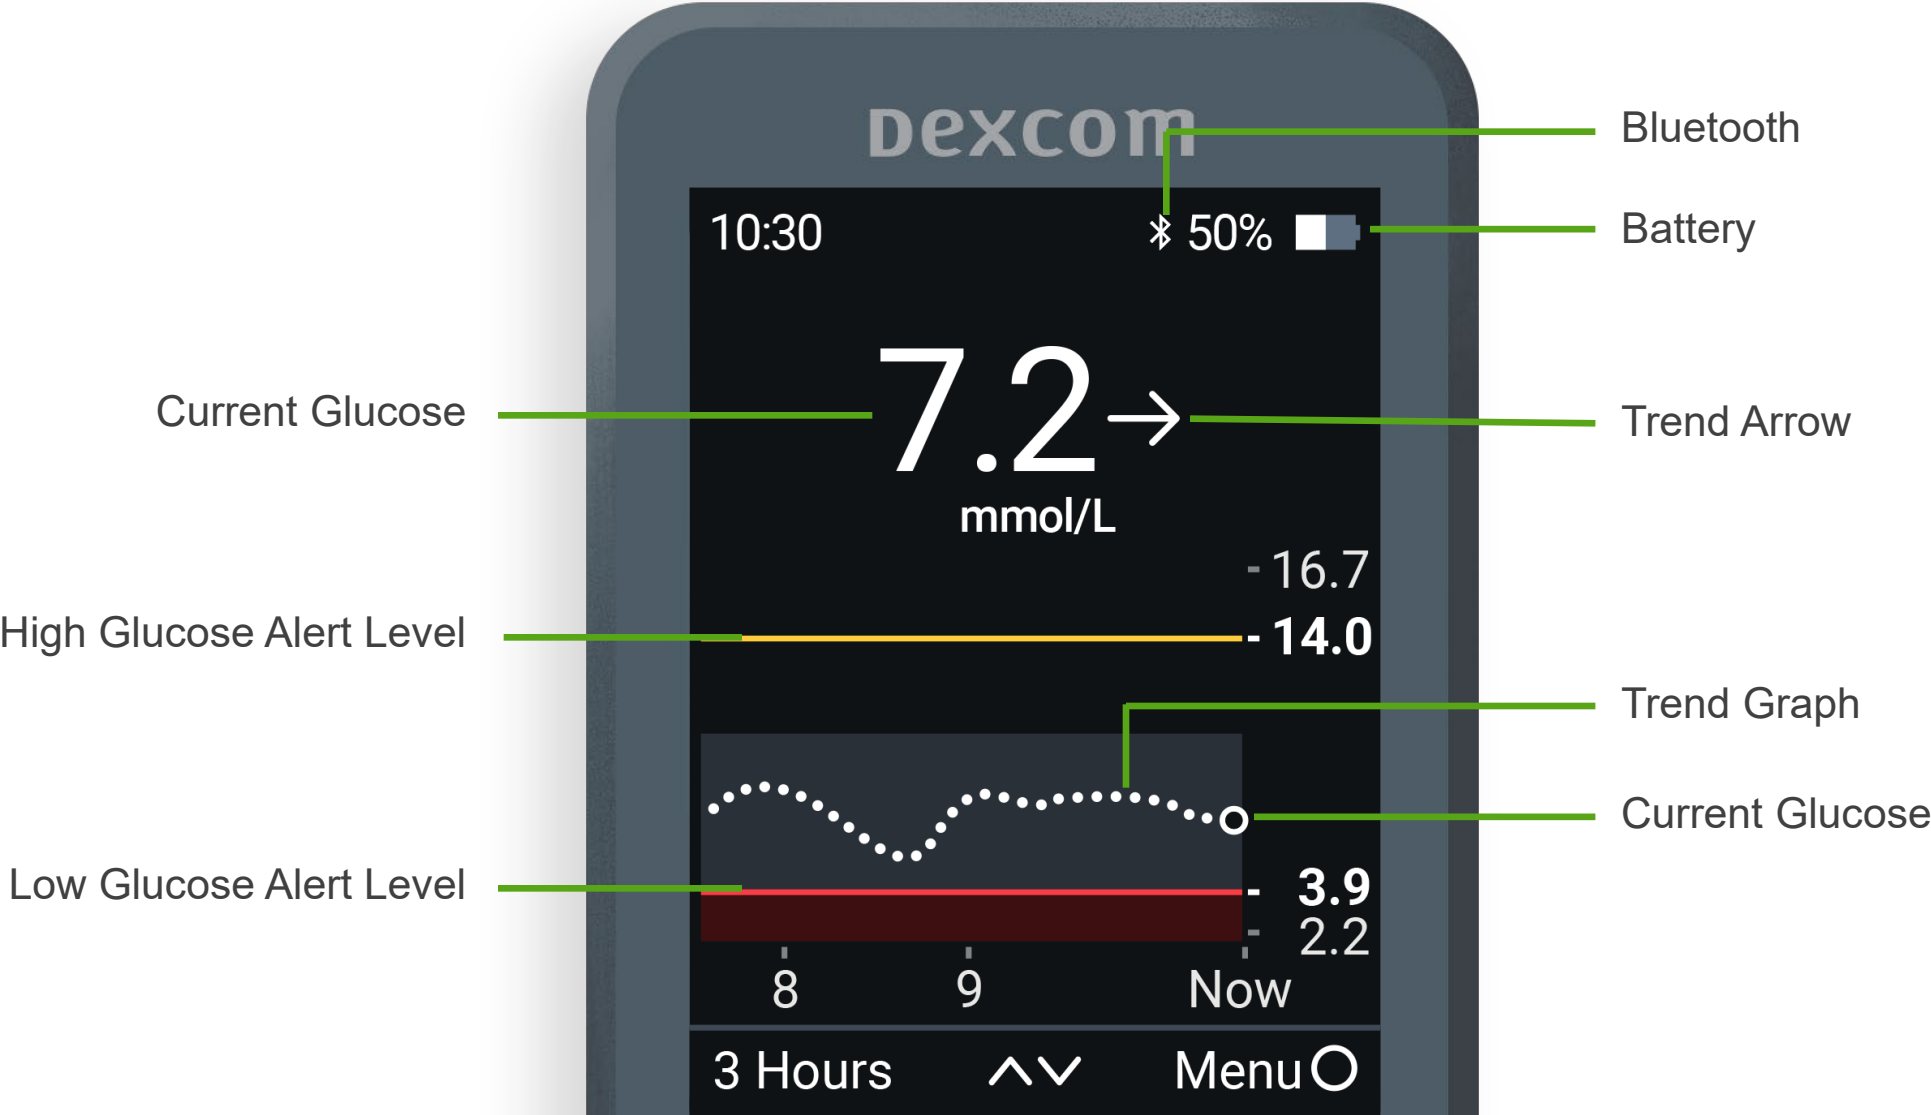 Dexcom
Bluetooth
10:30
50%
Battery
Current Glucose
7.2
Trend Arrow
mmol/L
16.7
High Glucose Alert Level
14.0
Trend Graph
Current Glucose
Low Glucose Alert Level
3.9
2.2
8
9
Now
3 Hours
Menu